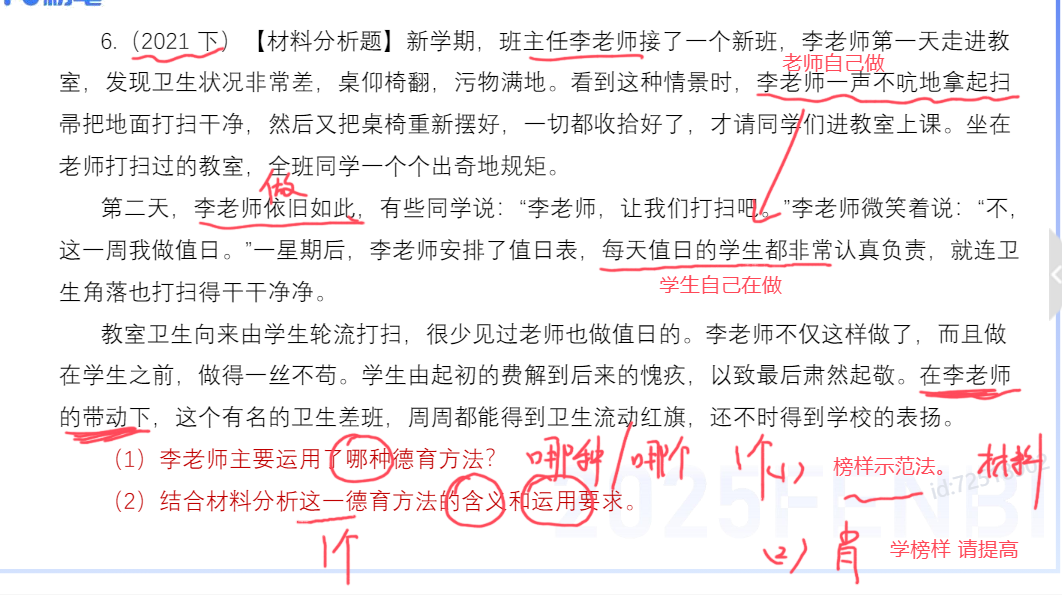 6.（2021 下）【材料分析题】新学期，班主任李老师接了一个新班，李老师第一天走进教
老师自己做
室，发现卫生状况非常差，桌仰椅翻，污物满地。看到这种情景时，李老师一声不吭地拿起扫
帚把地面打扫干净，然后又把桌椅重新摆好，一切都收拾好了，才请同学们进教室上课。坐在
老师打扫过的教室，全班同学一个个出奇地规矩。
做
第二天，李老师依旧如此，有些同学说：“李老师，让我们打扫吧。”李老师微笑着说：“不，
这一周我做值日。”一星期后，李老师安排了值日表，每天值日的学生都非常认真负责，就连卫
学生自己在做
生角落也打扫得干干净净。
教室卫生向来由学生轮流打扫，很少见过老师也做值日的。李老师不仅这样做了，而且做
在学生之前，做得一丝不苟。学生由起初的费解到后来的愧疚，以致最后肃然起敬。在李老师
的带动下，这个有名的卫生差班，周周都能得到卫生流动红旗，还不时得到学校的表扬。
（1）李老师主要运用了哪种德育方法？ 哪种/哪个 1个 (1) 榜样示范法。 材料
（2）结合材料分析这一德育方法的含义和运用要求。
2025FENBI
1个 (2) 肖 学榜样 请提高